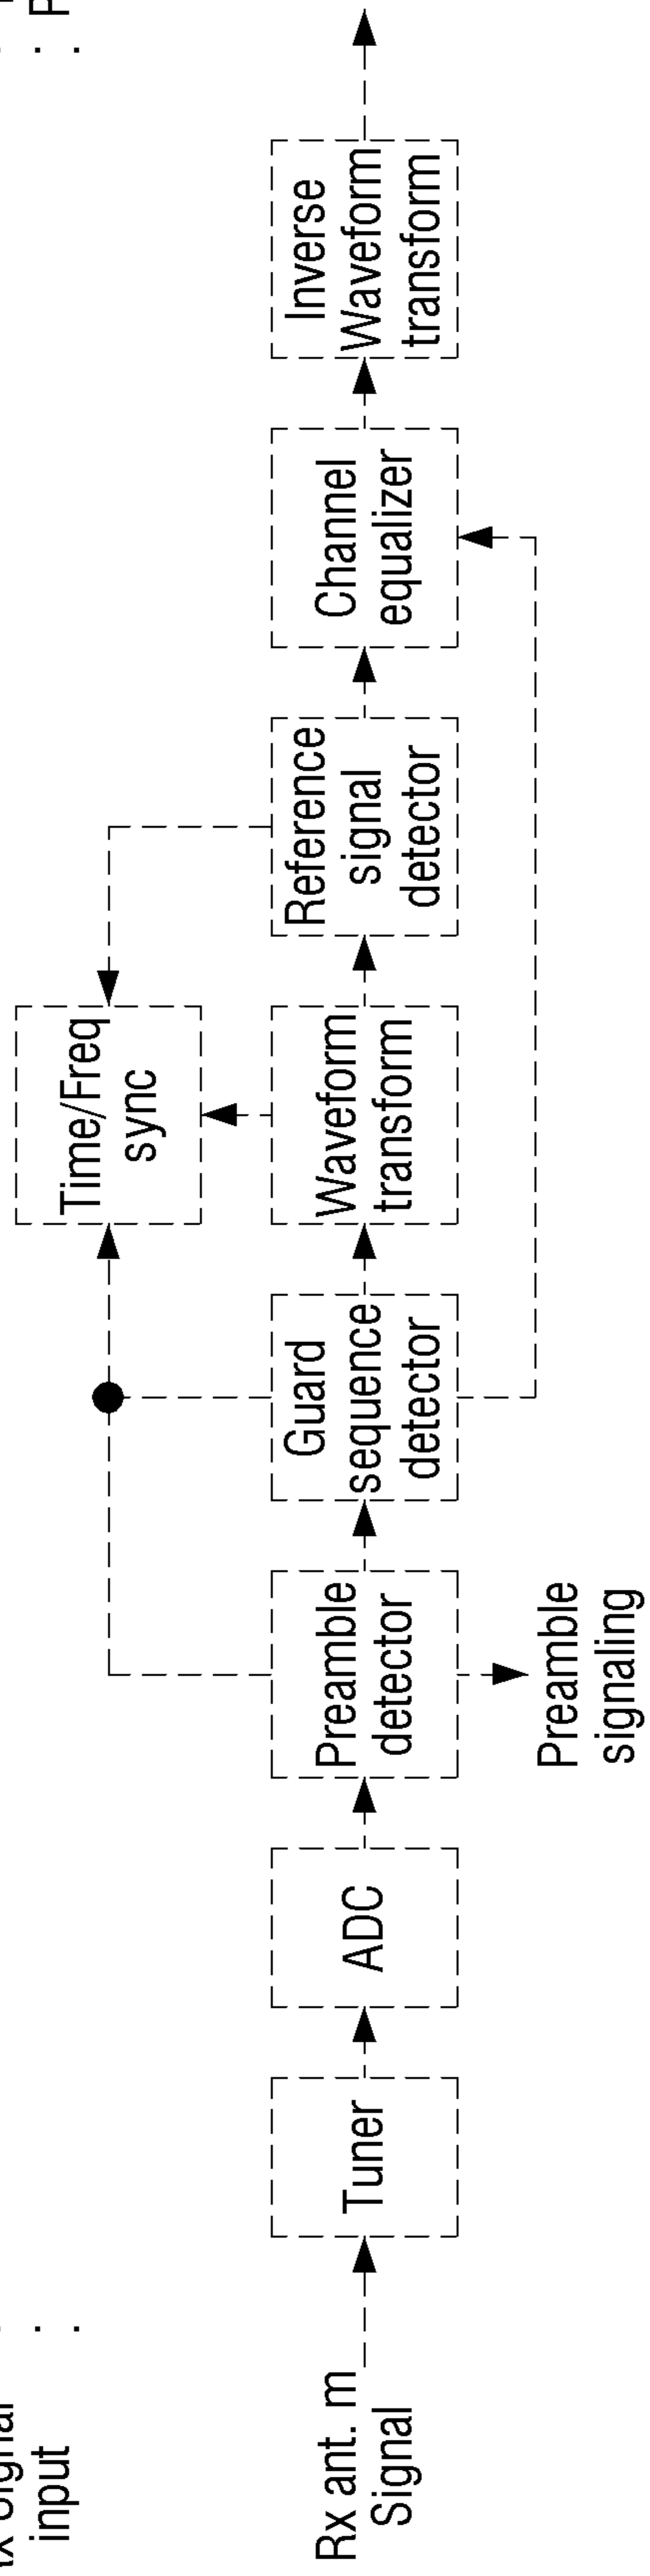 input
Rx ant. m
Signal
Tuner
ADC
Preamble
detector
Preamble
signaling
Guard
sequence
detector
Time/Freq
sync
Waveform
transform
Reference
signal
detector
Channel
equalizer
Inverse
Waveform
transform